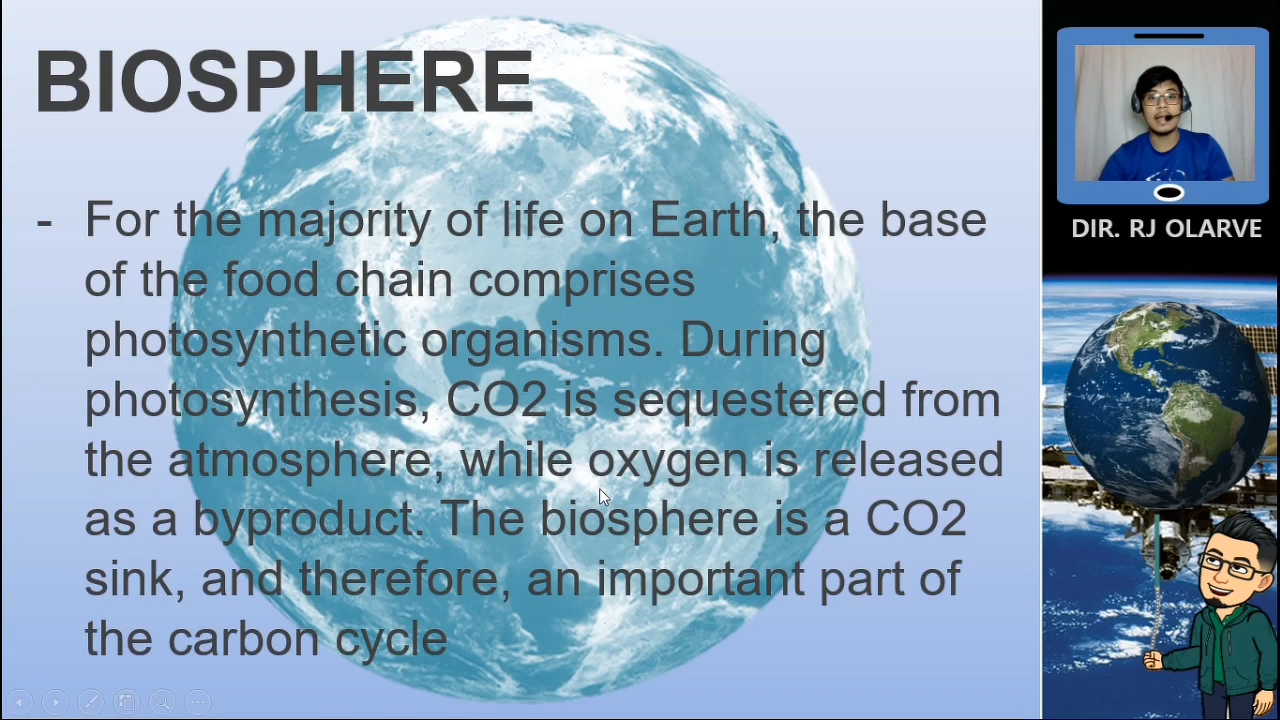 BIOSPHERE
- For the majority of life on Earth, the base
of the food chain comprises
photosynthetic organisms. During
photosynthesis, CO2 is sequestered from
the atmosphere, while oxygen is released
as a byproduct. The biosphere is a CO2
sink, and therefore, an important part of
the carbon cycle
DIR. RJ OLARVE